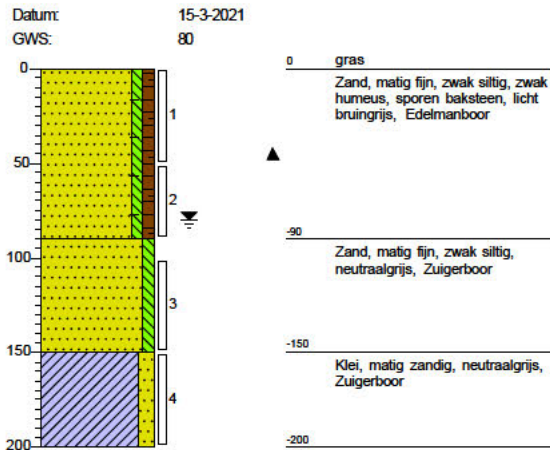 Datum: 15-3-2021
GWS: 80
0
50
100
150
200
1
2
3
4
0 gras
Zand, matig fijn, zwak siltig, zwak
humeus, sporen baksteen, licht
bruingrijs, Edelmanboor
-90
Zand, matig fijn, zwak siltig,
neutraalgrijs, Zuigerboor
-150
Klei, matig zandig, neutraalgrijs,
Zuigerboor
-200